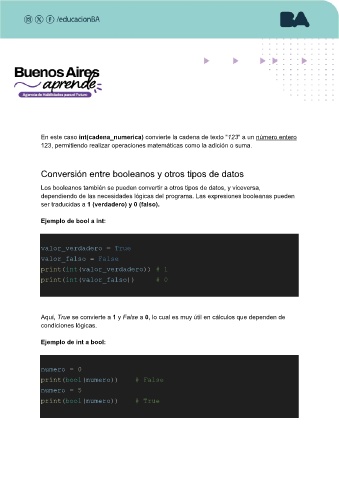 /educacionBA
BA
Buenos Aires
aprende
Agencia de Habilidades para el Futuro
En este caso int(cadena_numerica) convierte la cadena de texto "123" a un número entero
123, permitiendo realizar operaciones matemáticas como la adición o suma.
Conversión entre booleanos y otros tipos de datos
Los booleanos también se pueden convertir a otros tipos de datos, y viceversa,
dependiendo de las necesidades lógicas del programa. Las expresiones booleanas pueden
ser traducidas a 1 (verdadero) y 0 (falso).
Ejemplo de bool a int:
valor_verdadero = True
valor_falso = False
print(int(valor_verdadero)) # 1
print(int(valor_falso)) # 0
Aquí, True se convierte a 1 y False a 0, lo cual es muy útil en cálculos que dependen de
condiciones lógicas.
Ejemplo de int a bool:
numero = 0
print(bool(numero)) # False
numero = 5
print(bool(numero)) # True